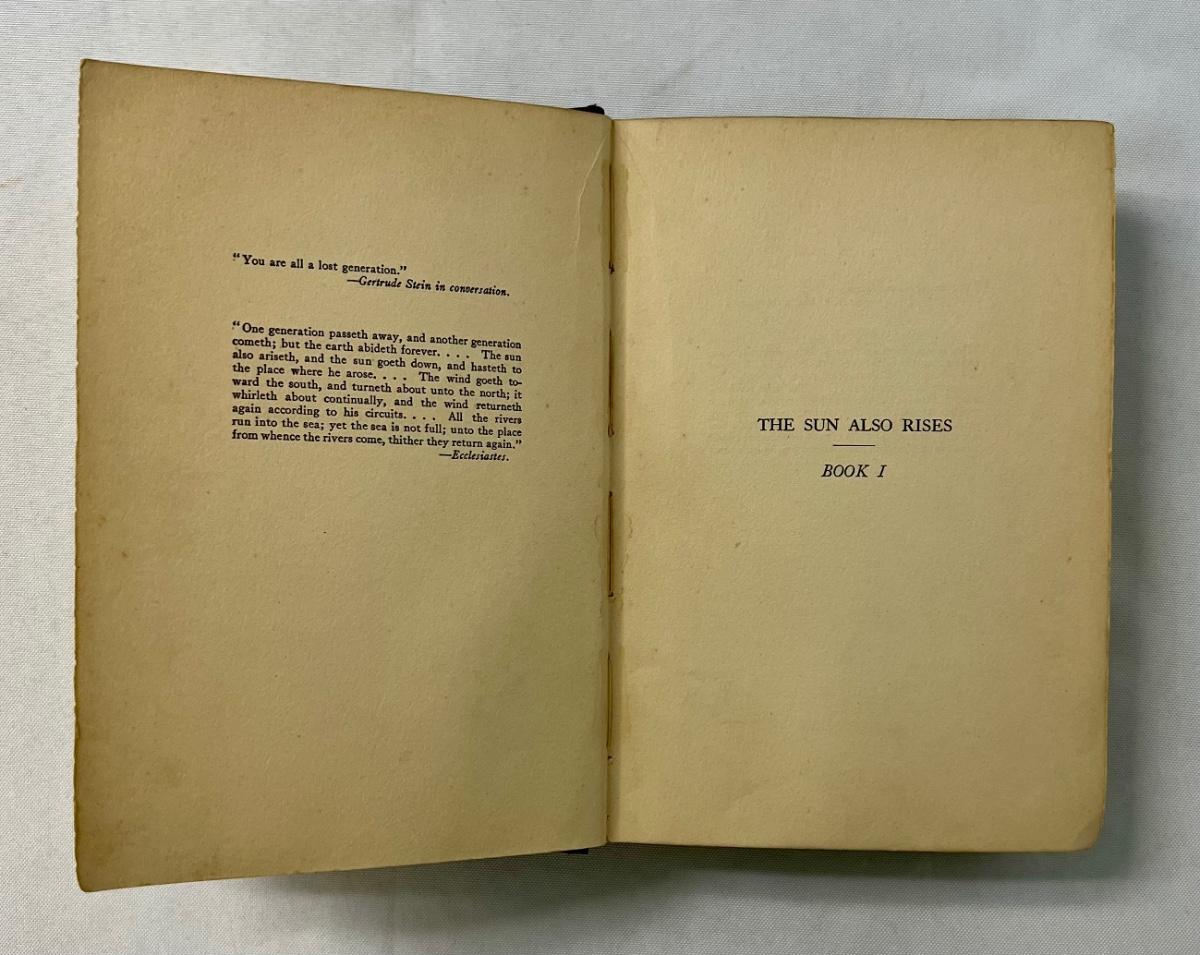 "You are all a lost generation."
—Gertrude Stein in conversation.
"One generation passeth away, and another generation
cometh; but the earth abideth forever. . . . The sun
also ariseth, and the sun goeth down, and hasteth to
the place where he arose. . . . The wind goeth to-
ward the south, and turneth about unto the north; it
whirleth about continually, and the wind returneth
again according to his circuits. . . . All the rivers
run into the sea; yet the sea is not full; unto the place
from whence the rivers come, thither they return again."
—Ecclesiastes.
THE SUN ALSO RISES
BOOK I